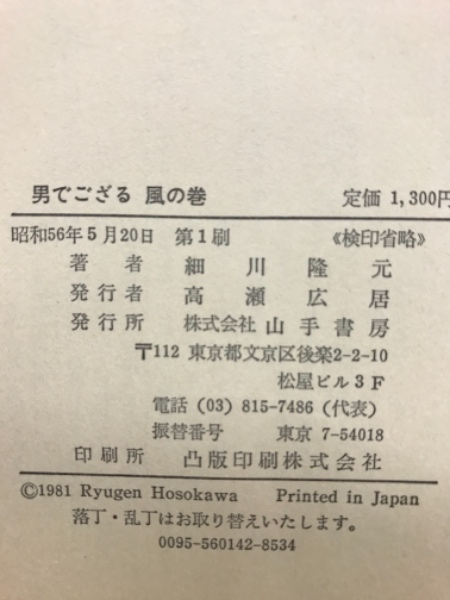 男でござる 風の巻 定価 1,300円
昭和56年5月20日 第1刷 《検印省略》
著者 細川隆元
発行者 高瀬広居
発行所 株式会社 山手書房
〒112 東京都文京区後楽2-2-10
松屋ビル3F
電話 (03) 815-7486 (代表)
振替番号 東京 7-54018
印刷所 凸版印刷株式会社
©1981 Ryugen Hosokawa Printed in Japan
落丁・乱丁はお取り替えいたします。
0095-560142-8534